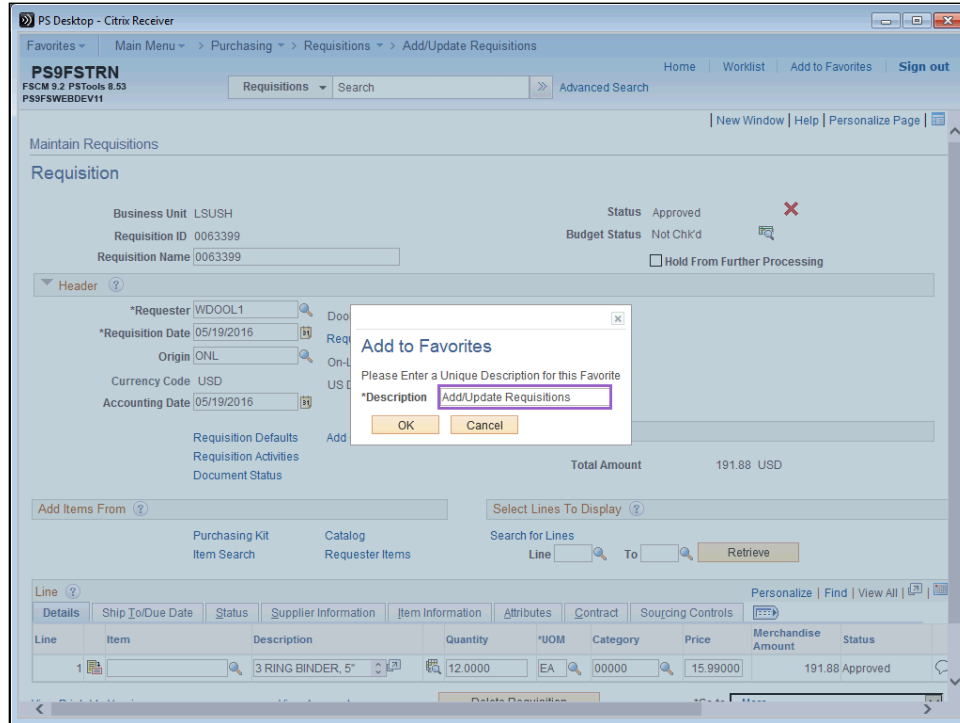 PS Desktop - Citrix Receiver
Favorites Main Menu > Purchasing > Requisitions > Add/Update Requisitions
Home Worklist Add to Favorites Sign out
PS9FSTRN
FSCM 9.2 PSTools 8.53
PS9FSWEBDEV11
Requisitions Search Advanced Search
New Window | Help | Personalize Page |
Maintain Requisitions
Requisition
Business Unit LSUSH Status Approved
Requisition ID 0063399 Budget Status Not Chk'd
Requisition Name 0063399 Hold From Further Processing
Header
*Requester WDOOL1
*Requisition Date 05/19/2016
Origin ONL
Currency Code USD
Accounting Date 05/19/2016
Add to Favorites
Please Enter a Unique Description for this Favorite
*Description Add/Update Requisitions
OK Cancel
Requisition Defaults Add
Requisition Activities
Document Status
Total Amount 191.88 USD
Add Items From Select Lines To Display
Purchasing Kit Catalog Search for Lines
Item Search Requester Items Line To Retrieve
Line Personalize | Find | View All |
Details Ship To/Due Date Status Supplier Information Item Information Attributes Contract Sourcing Controls
Line Item Description Quantity *UOM Category Price Merchandise Amount Status
1 3 RING BINDER, 5" 12.0000 EA 00000 15.99000 191.88 Approved